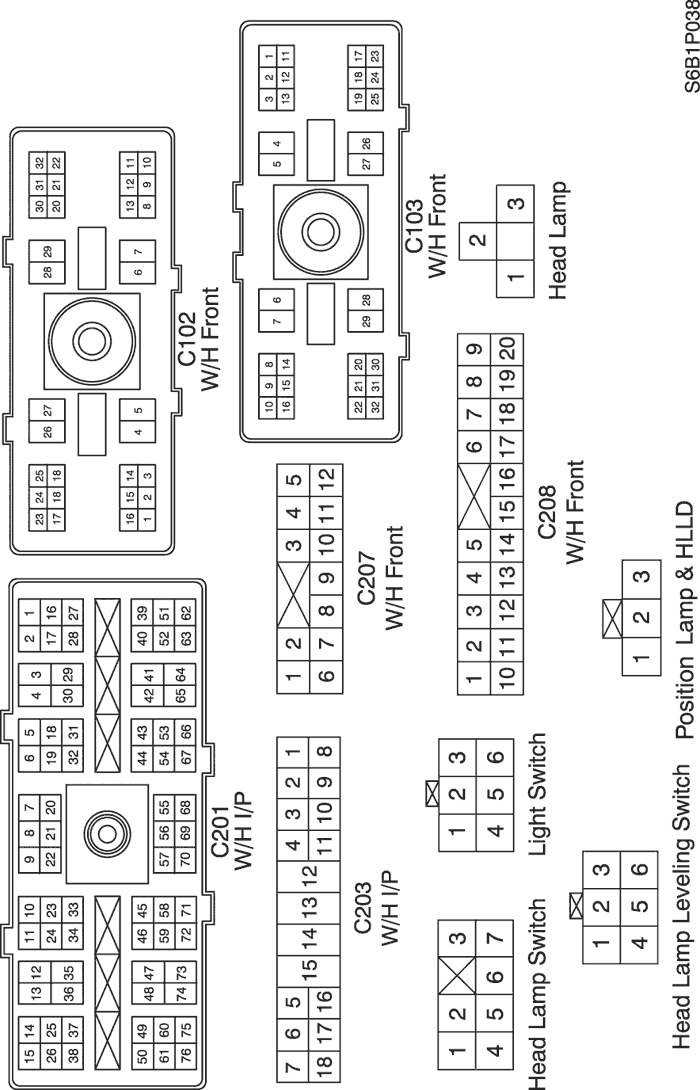 15 14 13 12 11 10 9 8 7 6 5 4 3 2 1
26 25 24 23 22 21 20 19 18 17 16
38 37 36 35 34 33 32 31 30 29 28 27
50 49 48 47 46 45 44 43 42 41 40 39
61 60 59 58 57 56 55 54 53 52 51
76 75 74 73 72 71 70 69 68 67 66 65 64 63 62
C201
W/H I/P
23 24 25 26 27 28 29 30 31 32
17 18 18 20 21 22
16 15 14 4 5 6 7 13 12 11
1 2 3 8 9 10
C102
W/H Front
10 9 8 7 6 5 4 3 2 1
16 15 14 13 12 11
22 21 20 29 28 27 26 19 18 17
32 31 30 25 24 23
C103
W/H Front
7 6 5 15 14 13 12 4 3 2 1
18 17 16 11 10 9 8
C203
W/H I/P
1 2 3 4 5
6 7 8 9 10 11 12
C207
W/H Front
1 2 3
4 5 6 7
Head Lamp Switch
1 2 3
4 5 6
Light Switch
1 2 3 4 5 6 7 8 9
10 11 12 13 14 15 16 17 18 19 20
C208
W/H Front
2
1 3
Head Lamp
1 2 3
4 5 6
Head Lamp Leveling Switch
1 2 3
Position Lamp & HLLD
S6B1P038